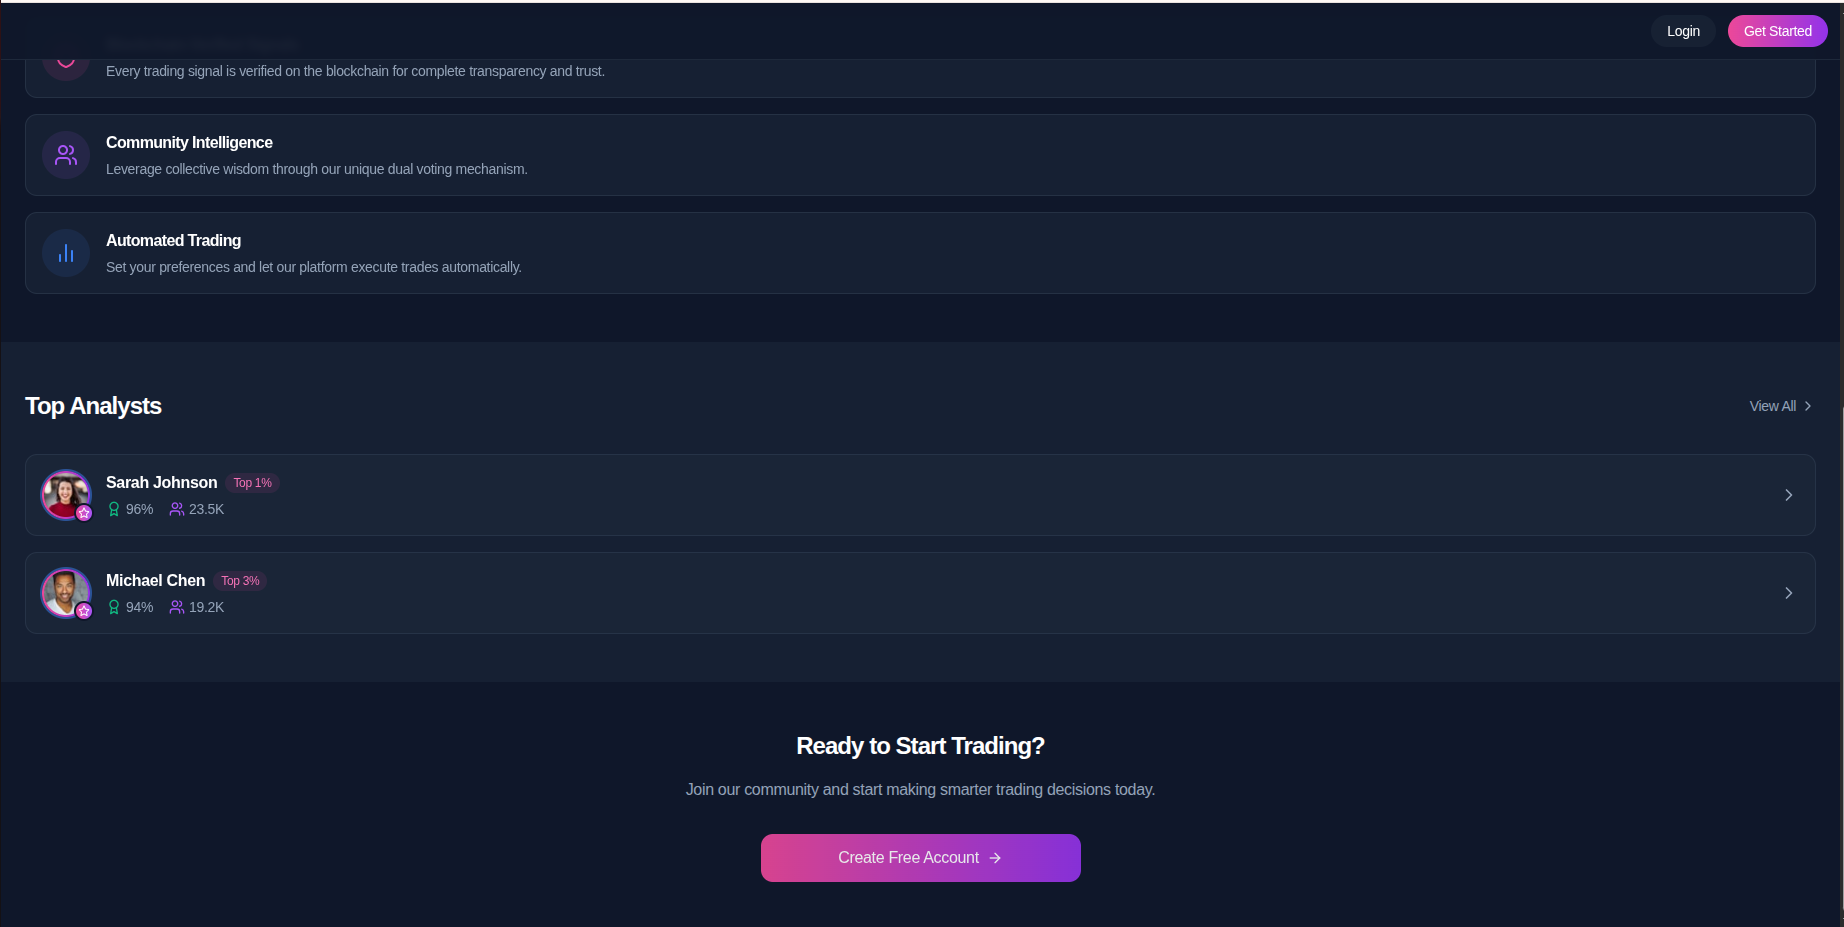 Login
Get Started
Every trading signal is verified on the blockchain for complete transparency and trust.
Community Intelligence
Leverage collective wisdom through our unique dual voting mechanism.
Automated Trading
Set your preferences and let our platform execute trades automatically.
Top Analysts
View All
Sarah Johnson Top 1%
96% 23.5K
Michael Chen Top 3%
94% 19.2K
Ready to Start Trading?
Join our community and start making smarter trading decisions today.
Create Free Account